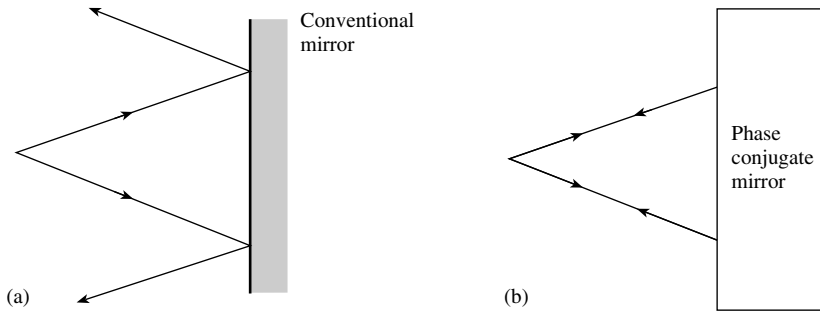 Conventional
mirror
Phase
conjugate
mirror
(a)
(b)